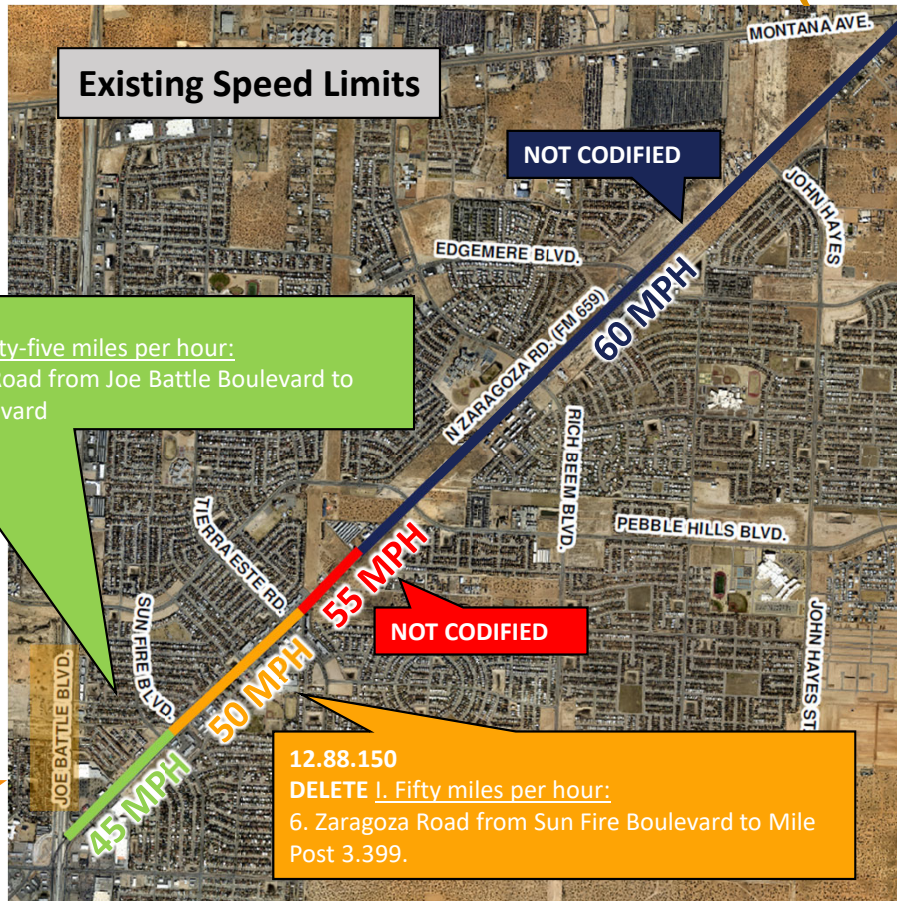 MONTANA AVE.
Existing Speed Limits
NOT CODIFIED
JOHN HAYES
EDGEMERE BLVD.
60 MPH
N ZARAGOZA RD. (FM 659)
ty-five miles per hour:
Road from Joe Battle Boulevard to
vard
RICH BEEM BLVD.
TIERRA ESTE RD.
PEBBLE HILLS BLVD.
55 MPH
NOT CODIFIED
SUN FIRE BLVD.
JOHN HAYES ST.
JOE BATTLE BLVD.
50 MPH
45 MPH
12.88.150
DELETE I. Fifty miles per hour:
6. Zaragoza Road from Sun Fire Boulevard to Mile
Post 3.399.